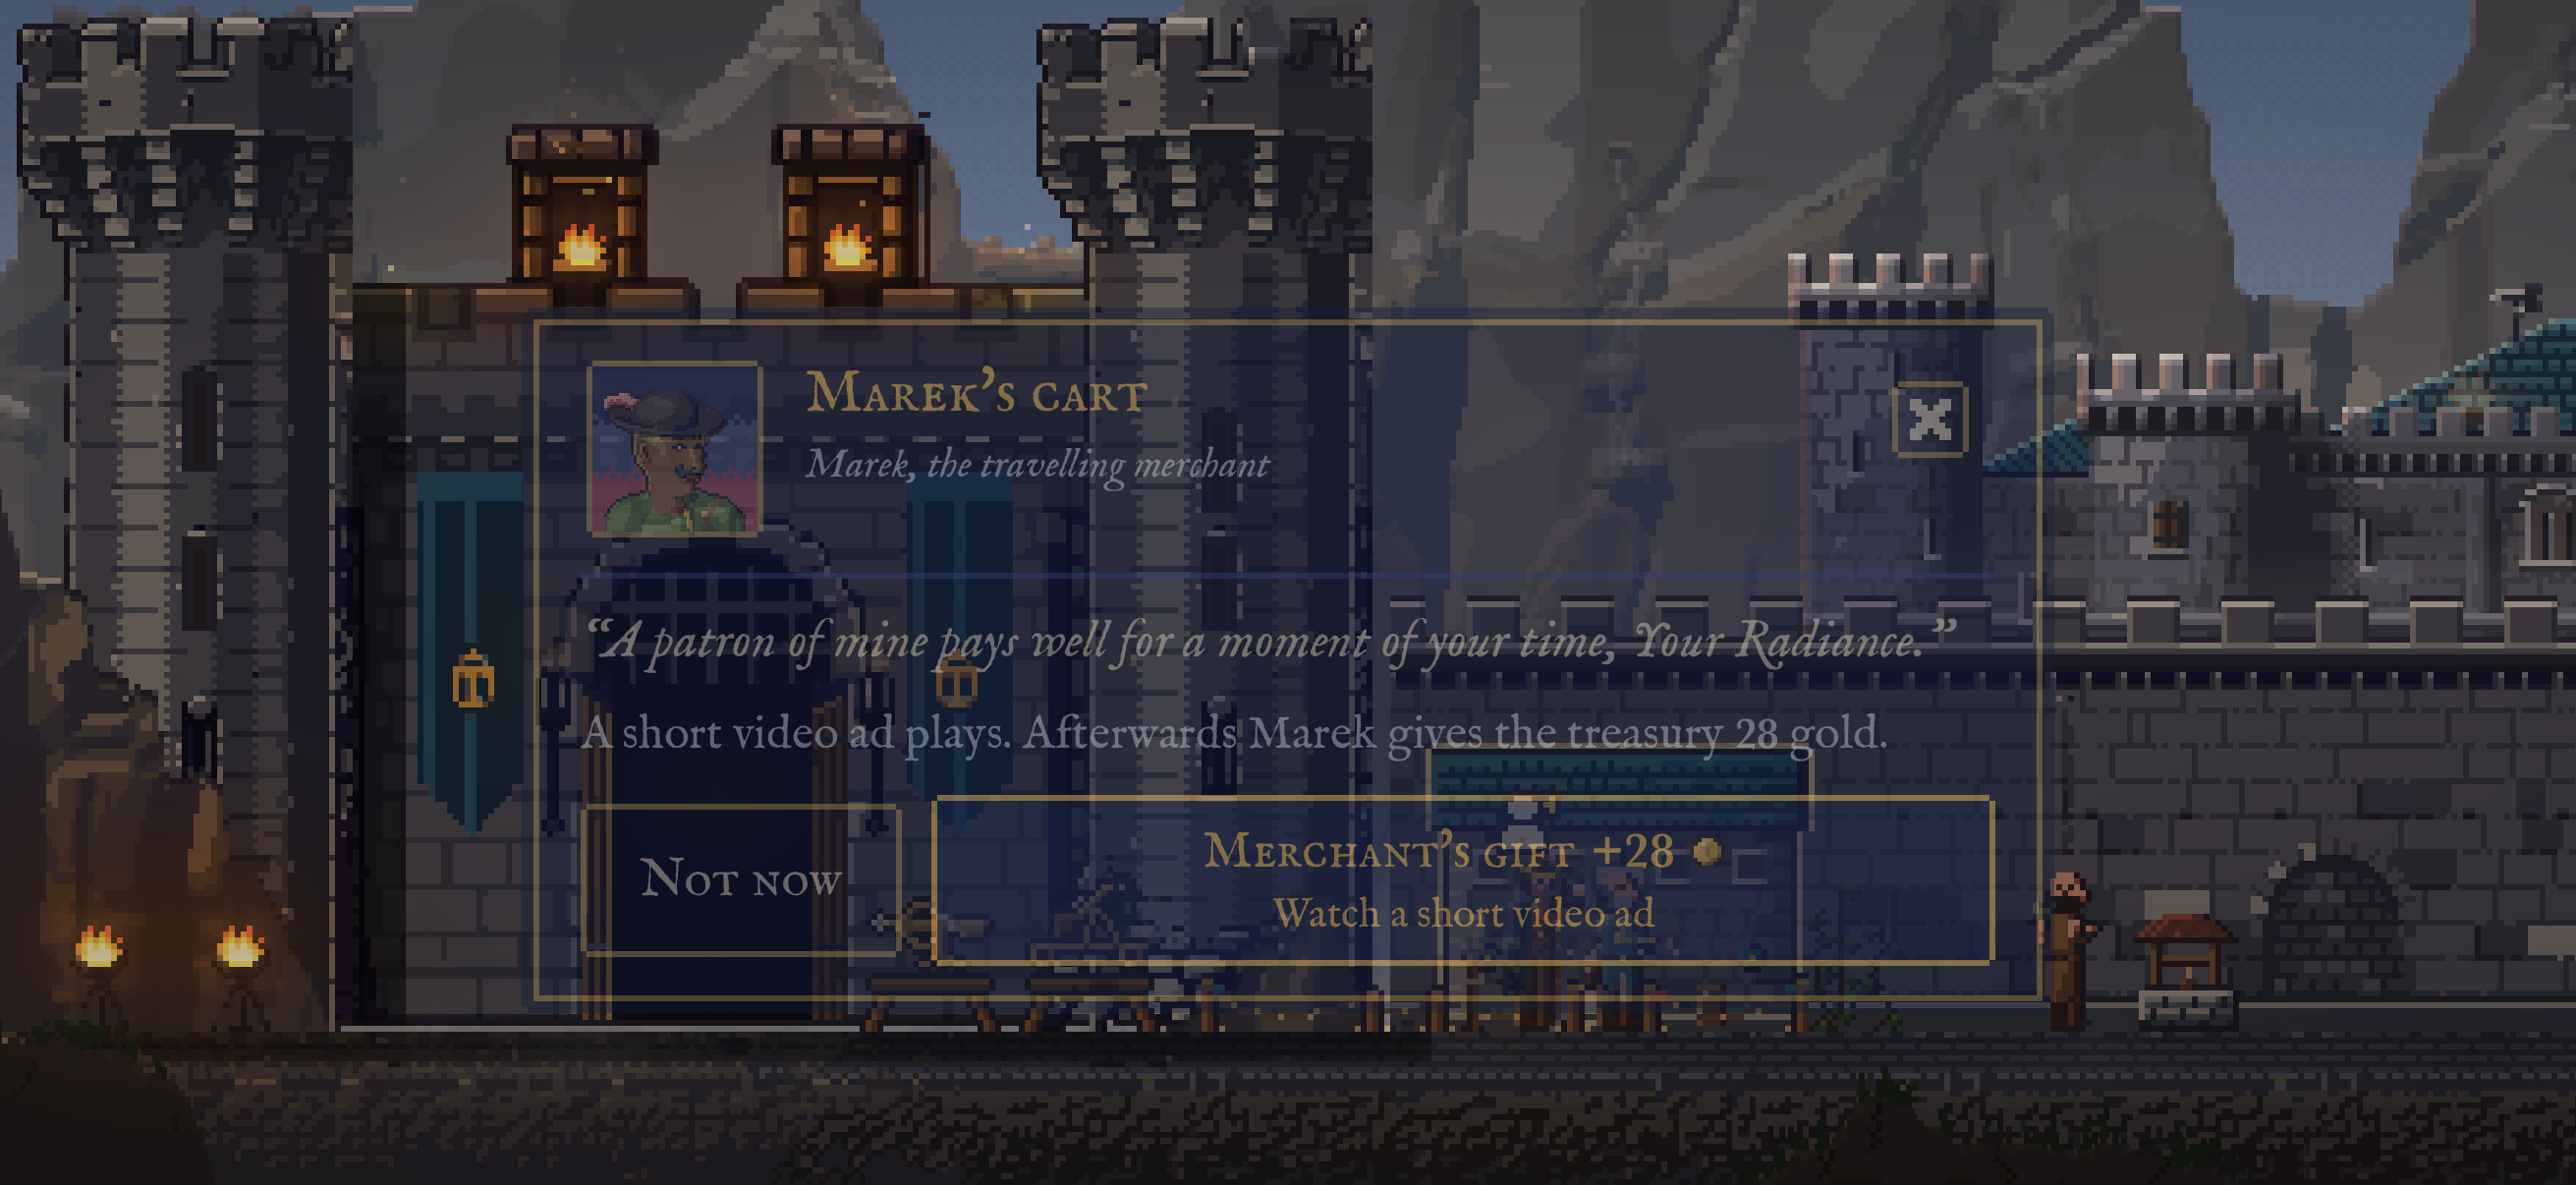 Marek's cart
Marek, the travelling merchant
“A patron of mine pays well for a moment of your time, Your Radiance.”
A short video ad plays. Afterwards Marek gives the treasury 28 gold.
Not now
Merchant's gift +28
Watch a short video ad